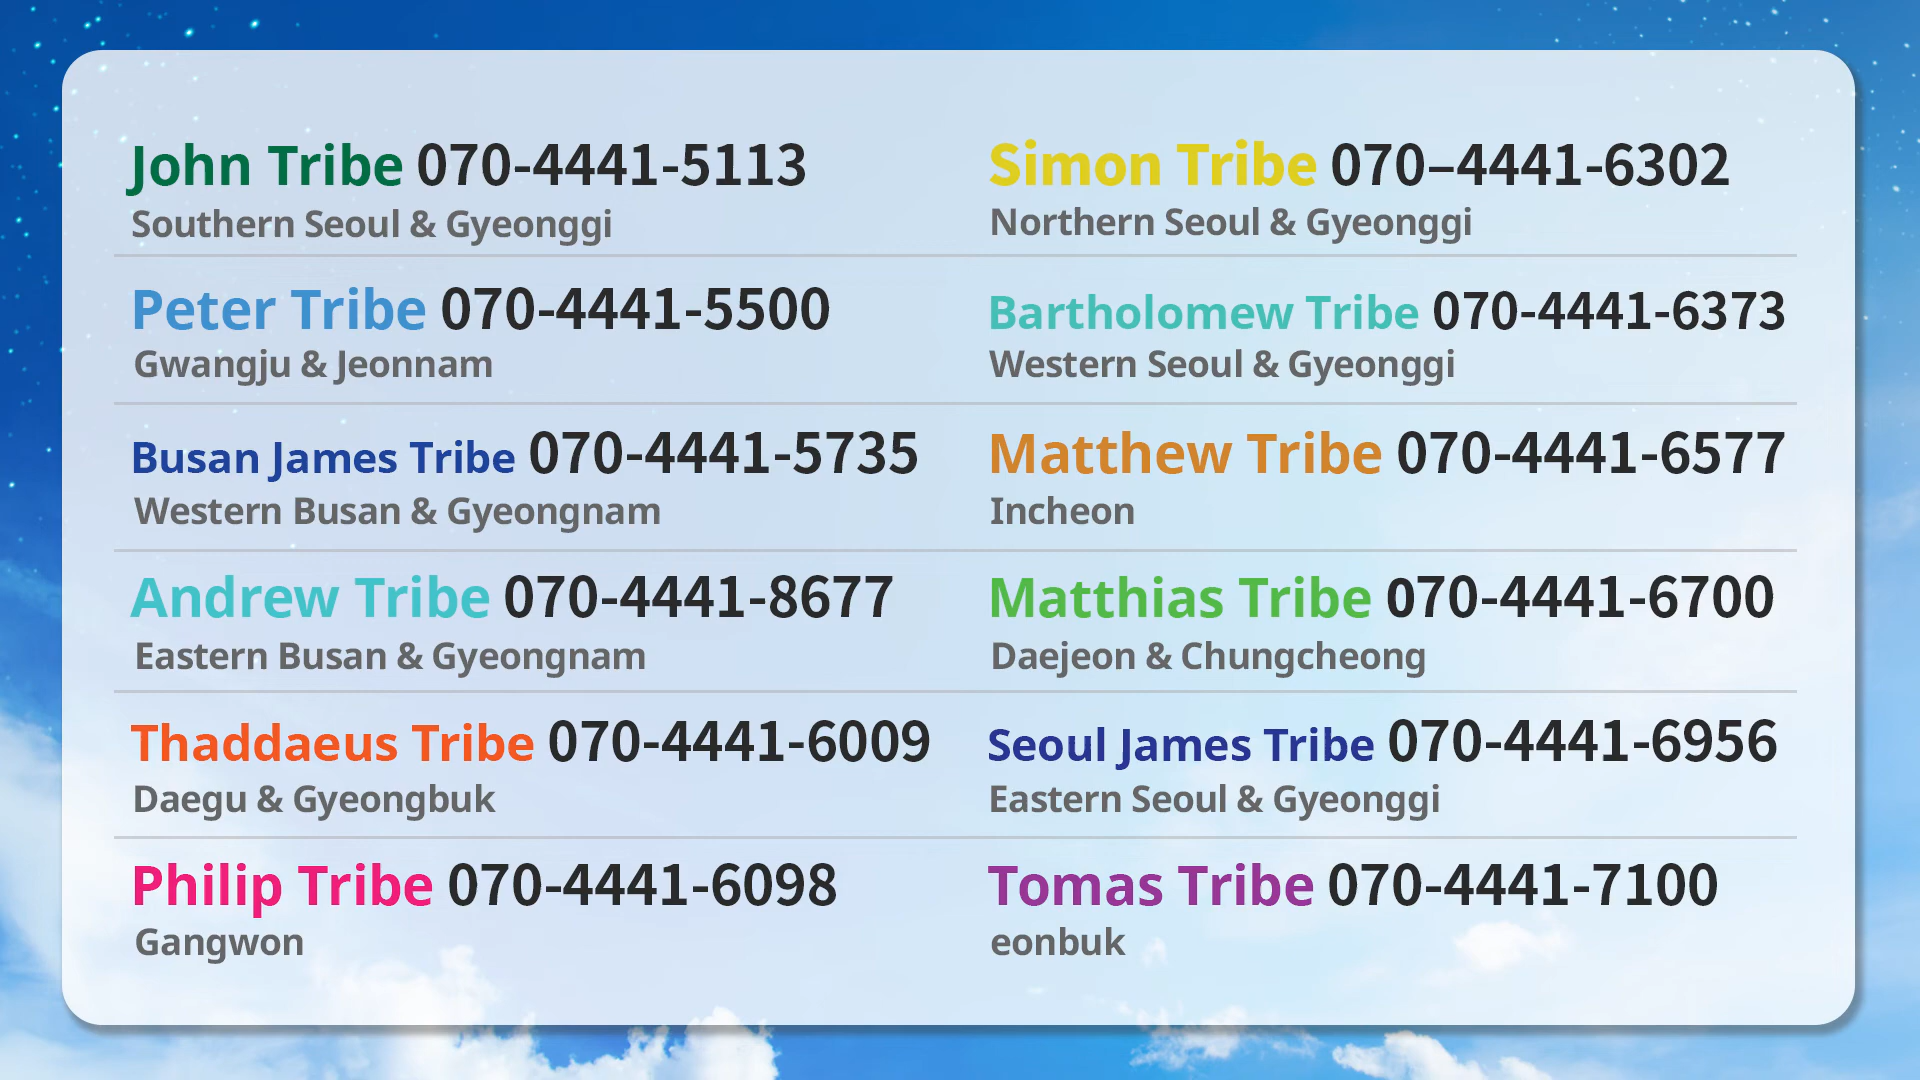 John Tribe 070-4441-5113
Southern Seoul & Gyeonggi
Peter Tribe 070-4441-5500
Gwangju & Jeonnam
Busan James Tribe 070-4441-5735
Western Busan & Gyeongnam
Andrew Tribe 070-4441-8677
Eastern Busan & Gyeongnam
Thaddaeus Tribe 070-4441-6009
Daegu & Gyeongbuk
Philip Tribe 070-4441-6098
Gangwon
Simon Tribe 070–4441-6302
Northern Seoul & Gyeonggi
Bartholomew Tribe 070-4441-6373
Western Seoul & Gyeonggi
Matthew Tribe 070-4441-6577
Incheon
Matthias Tribe 070-4441-6700
Daejeon & Chungcheong
Seoul James Tribe 070-4441-6956
Eastern Seoul & Gyeonggi
Tomas Tribe 070-4441-7100
eonbuk